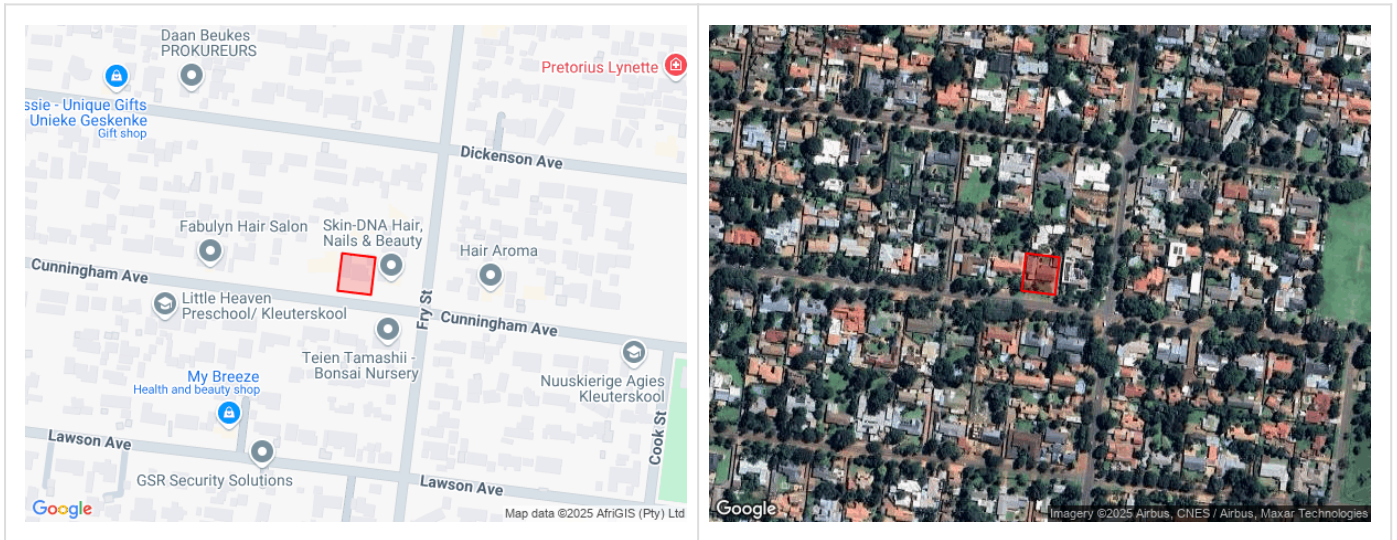 Daan Beukes
PROKUREURS
Pretorius Lynette
ssie - Unique Gifts
Unieke Geskenke
Gift shop
Dickenson Ave
Fabulyn Hair Salon
Skin-DNA Hair,
Nails & Beauty
Hair Aroma
Cunningham Ave
Little Heaven
Preschool/ Kleuterskool
Fry St
Cunningham Ave
Teien Tamashii -
Bonsai Nursery
My Breeze
Health and beauty shop
Nuuskierige Agies
Kleuterskool
Cook St
Lawson Ave
GSR Security Solutions
Lawson Ave
Google
Map data ©2025 AfriGIS (Pty) Ltd
Google
Imagery ©2025 Airbus, CNES / Airbus, Maxar Technologies